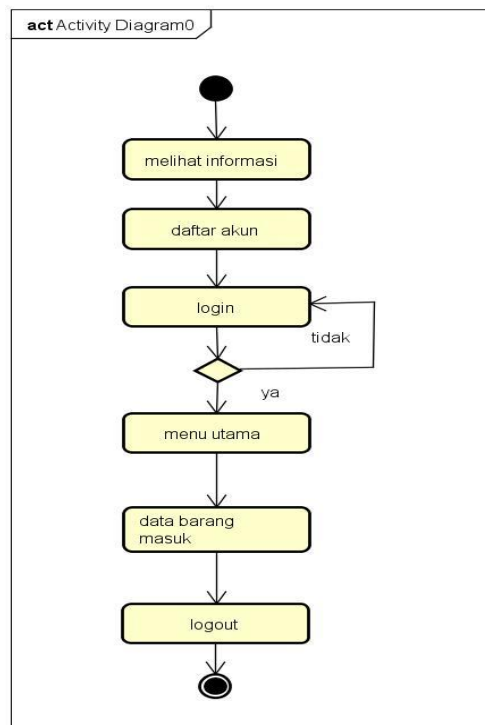 act Activity Diagram0
melihat informasi
daftar akun
login
tidak
ya
menu utama
data barang
masuk
logout